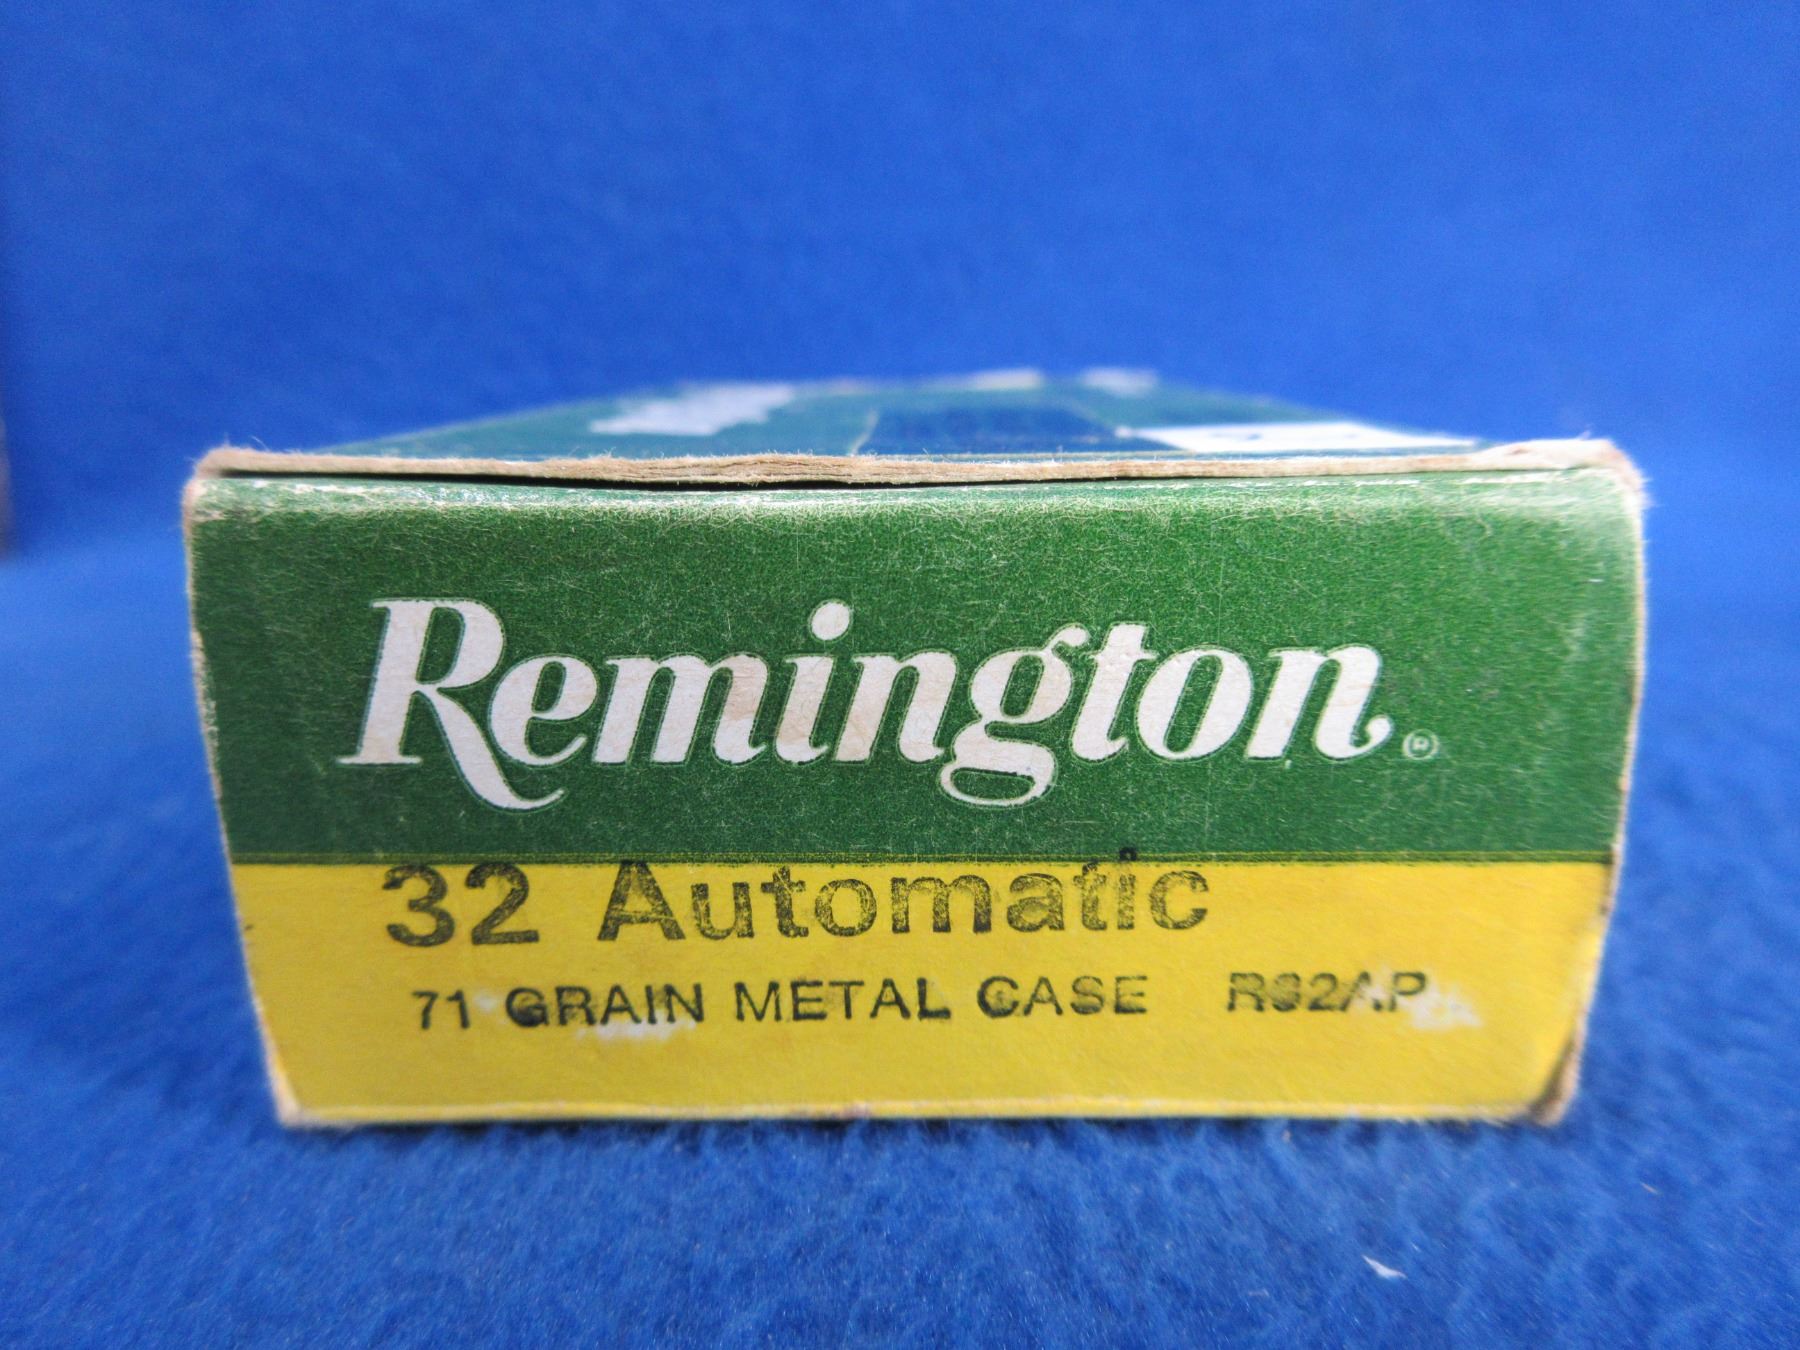 Remington®
32 Automatic
71 GRAIN METAL CASE R32AP